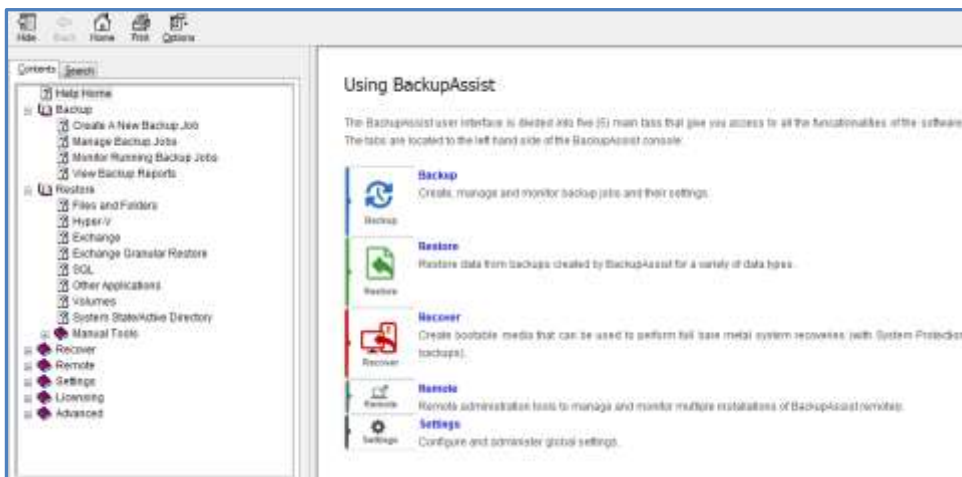 Hide Back Home Print Options
Contents Search
Help Home
Backup
Create A New Backup Job
Manage Backup Jobs
Monitor Running Backup Jobs
View Backup Reports
Restore
Files and Folders
Hyper-V
Exchange
Exchange Granular Restore
SQL
Other Applications
Volumes
System State/Active Directory
Manual Tools
Recover
Remote
Settings
Licensing
Advanced
Using BackupAssist
The BackupAssist user interface is divided into five (5) main tabs that give you access to all the funcationalities of the software.
The tabs are located to the left hand side of the BackupAssist console:
Backup
Backup
Create, manage and monitor backup jobs and their settings.
Restore
Restore
Restore data from backups created by BackupAssist for a variety of data types.
Recover
Recover
Create bootable media that can be used to perform full bare metal system recoveries (with System Protection
backups).
Remote
Remote
Remote administration tools to manage and monitor multiple installations of BackupAssist remotely.
Settings
Settings
Configure and administer global settings.